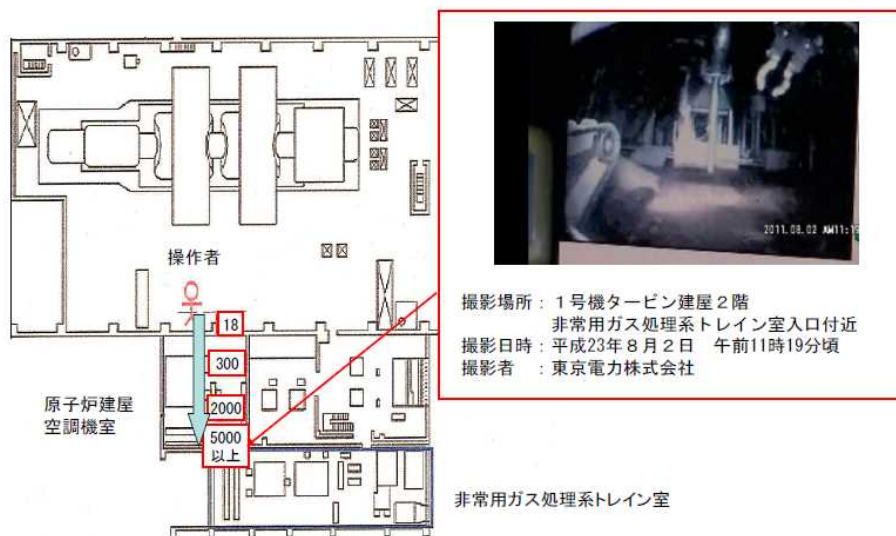 操作者
18
300
2000
5000
以上
原子炉建屋
空調機室
非常用ガス処理系トレイン室
2011.08.02 AM11:19
撮影場所：１号機タービン建屋２階
非常用ガス処理系トレイン室入口付近
撮影日時：平成23年８月２日　午前11時19分頃
撮影者　：東京電力株式会社